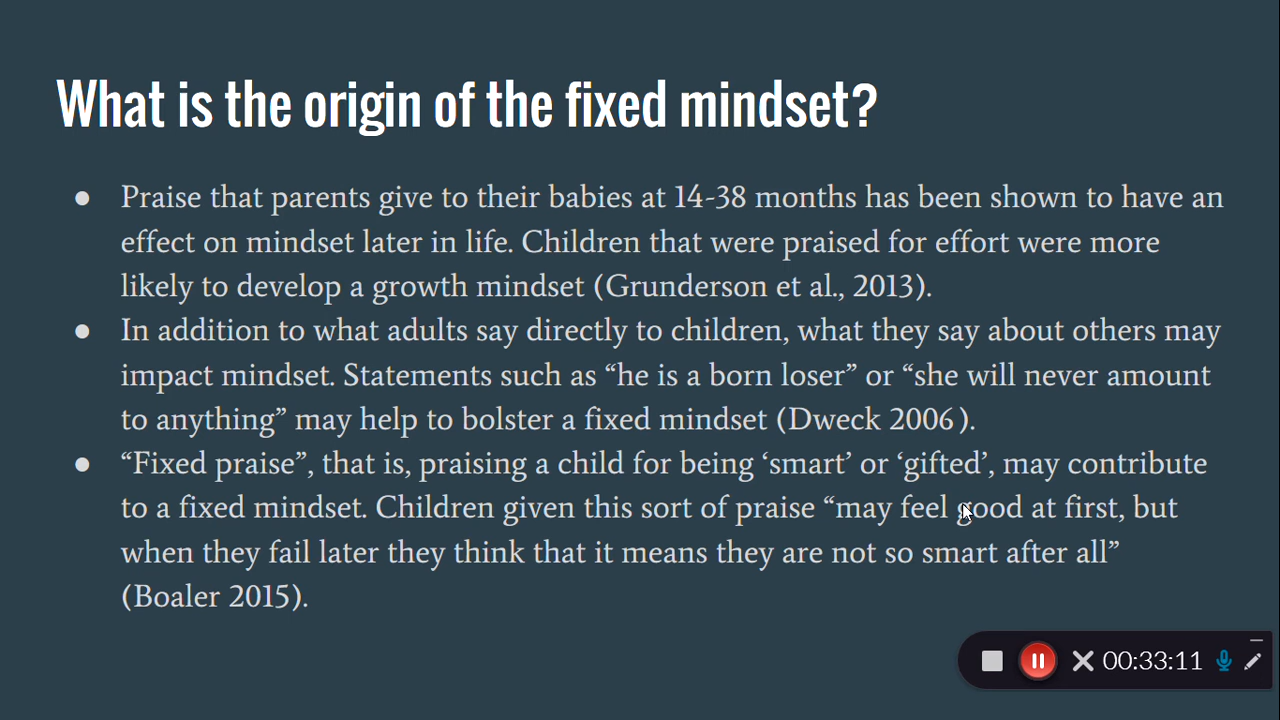 What is the origin of the fixed mindset?
● Praise that parents give to their babies at 14-38 months has been shown to have an
effect on mindset later in life. Children that were praised for effort were more
likely to develop a growth mindset (Grunderson et al., 2013).
● In addition to what adults say directly to children, what they say about others may
impact mindset. Statements such as “he is a born loser” or “she will never amount
to anything” may help to bolster a fixed mindset (Dweck 2006 ).
● “Fixed praise”, that is, praising a child for being ‘smart’ or ‘gifted’, may contribute
to a fixed mindset. Children given this sort of praise “may feel good at first, but
when they fail later they think that it means they are not so smart after all”
(Boaler 2015).
00:33:11